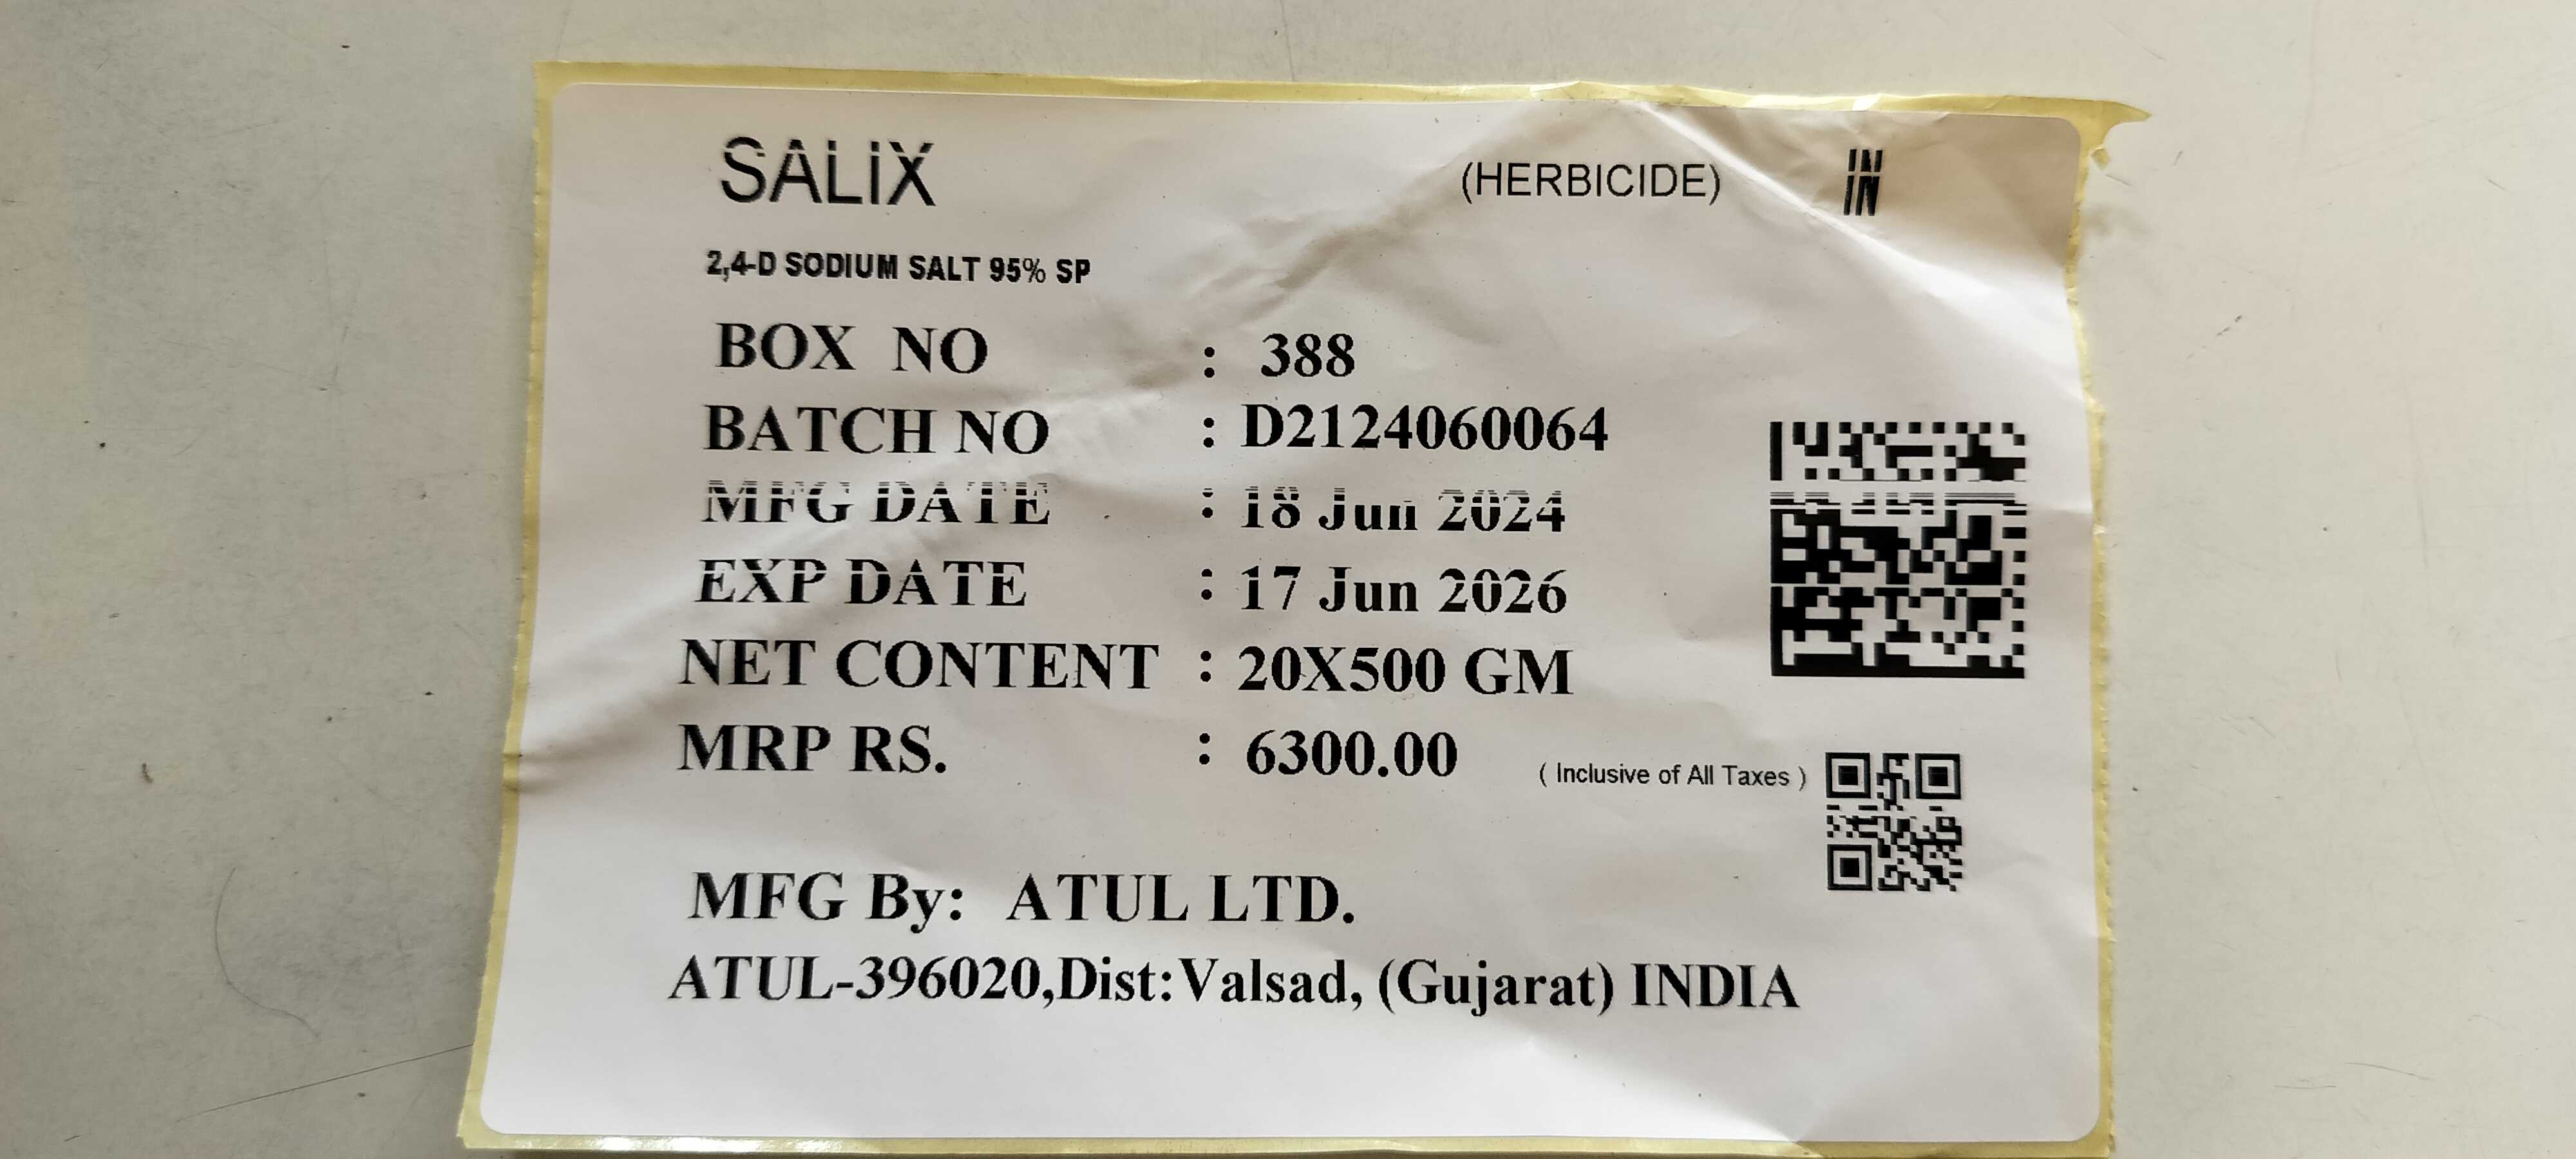 SALIX (HERBICIDE) IN
2,4-D SODIUM SALT 95% SP
BOX NO : 388
BATCH NO : D2124060064
MFG DATE : 18 Jun 2024
EXP DATE : 17 Jun 2026
NET CONTENT : 20X500 GM
MRP RS. : 6300.00 ( Inclusive of All Taxes )
MFG By: ATUL LTD.
ATUL-396020,Dist:Valsad, (Gujarat) INDIA